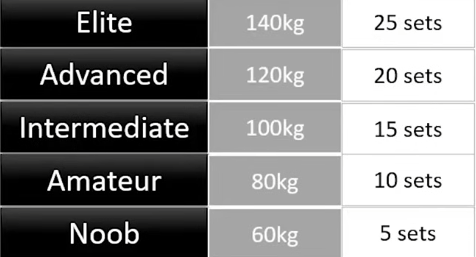 Elite 140kg 25 sets
Advanced 120kg 20 sets
Intermediate 100kg 15 sets
Amateur 80kg 10 sets
Noob 60kg 5 sets